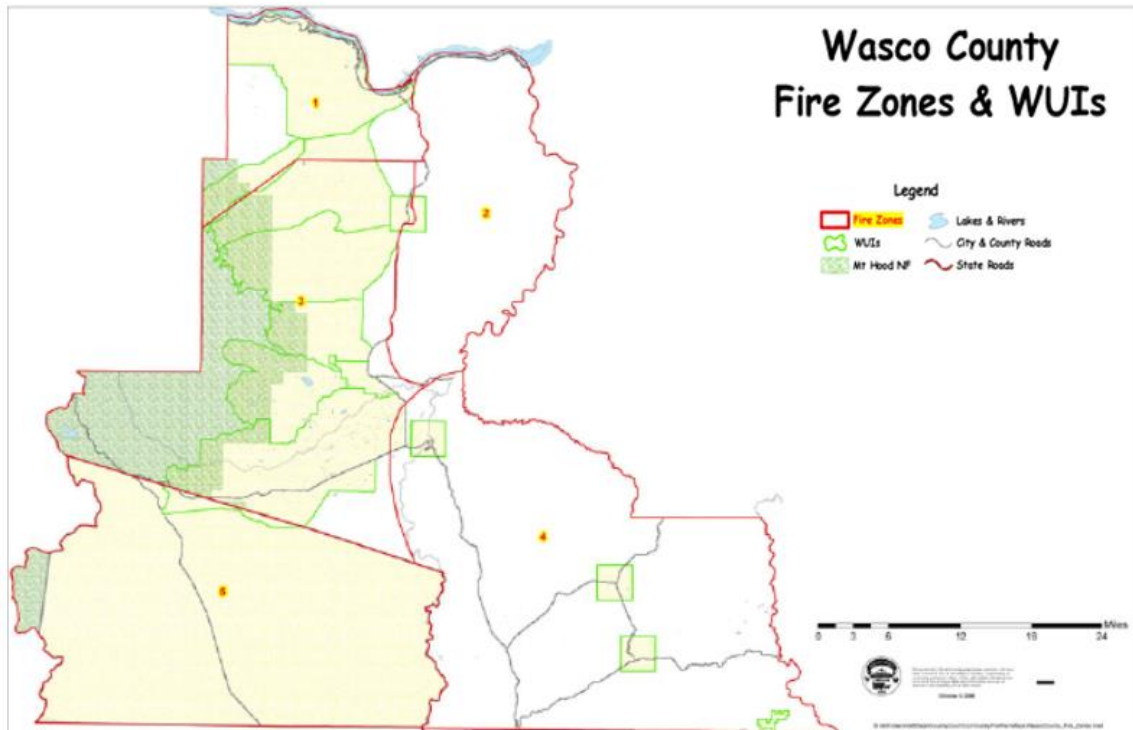 Wasco County
Fire Zones & WUIs
Legend
Fire Zones
Lakes & Rivers
WUIs
City & County Roads
Mt Hood NF
State Roads
1
2
3
4
5
Miles
0 3 6 12 18 24